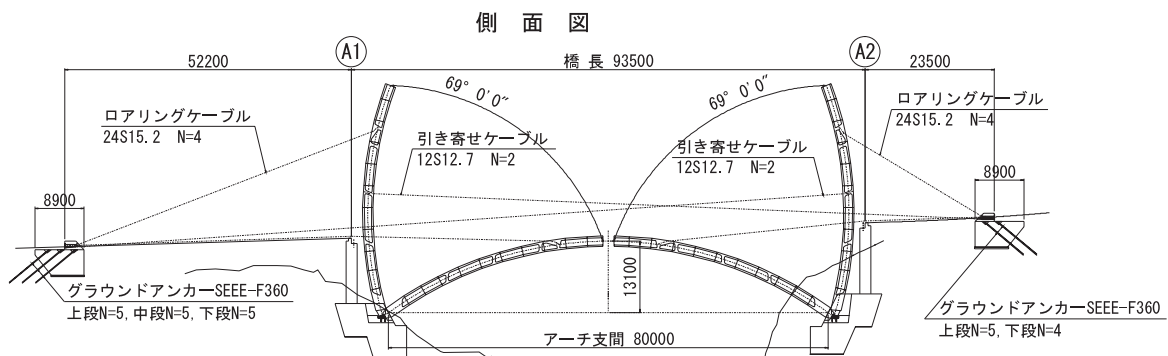 側面図
A1
A2
52200
橋長 93500
23500
69° 0'0"
69° 0'0"
ロアリングケーブル
24S15.2 N=4
引き寄せケーブル
12S12.7 N=2
引き寄せケーブル
12S12.7 N=2
ロアリングケーブル
24S15.2 N=4
8900
8900
13100
グラウンドアンカーSEEE-F360
上段N=5, 中段N=5, 下段N=5
アーチ支間 80000
グラウンドアンカーSEEE-F360
上段N=5, 下段N=4